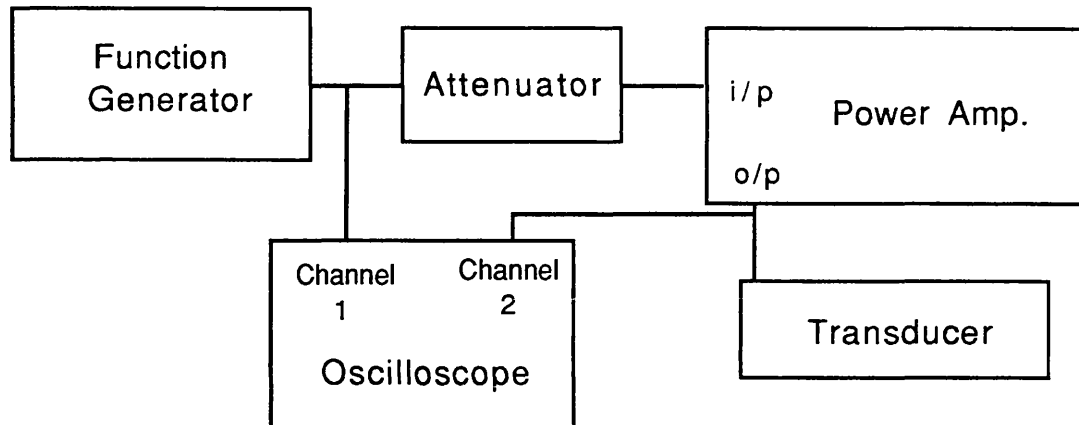 Function
Generator
Attenuator
i/p
Power Amp.
o/p
Channel
1
Channel
2
Oscilloscope
Transducer